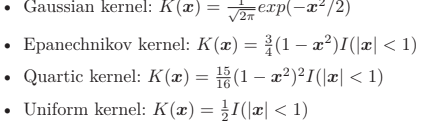 • Gaussian kernel: K(x) = 1/√2π exp(−x²/2)
• Epanechnikov kernel: K(x) = 3/4(1 − x²)I(|x| < 1)
• Quartic kernel: K(x) = 15/16(1 − x²)²I(|x| < 1)
• Uniform kernel: K(x) = 1/2I(|x| < 1)